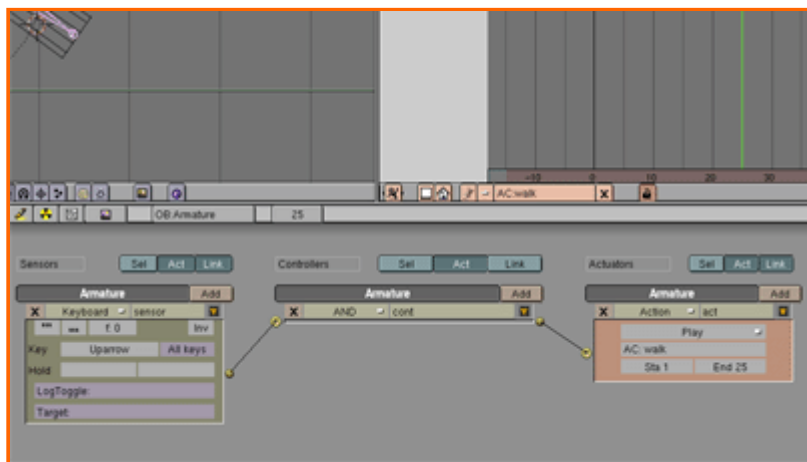 -10 0 10 20 30
AC:walk X
OB:Armature 25
Sensors Sel Act Link Controllers Sel Act Link Actuators Sel Act Link
Armature Add Armature Add Armature Add
X Keyboard sensor X AND cont X Action act
f:0 Inv
Play
Key Uparrow All keys
AC: walk
Hold
Sta 1 End 25
LogToggle:
Target: